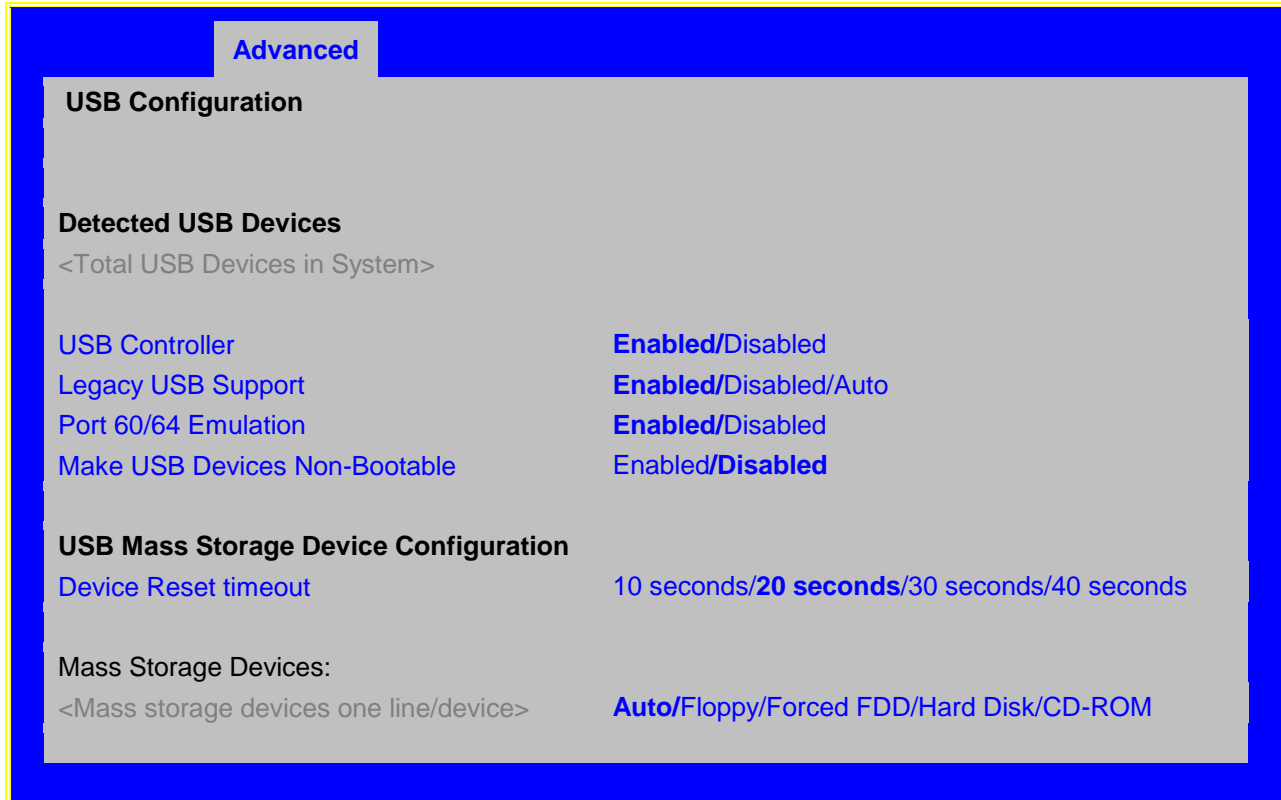 Advanced
USB Configuration
Detected USB Devices
<Total USB Devices in System>
USB Controller Enabled/Disabled
Legacy USB Support Enabled/Disabled/Auto
Port 60/64 Emulation Enabled/Disabled
Make USB Devices Non-Bootable Enabled/Disabled
USB Mass Storage Device Configuration
Device Reset timeout 10 seconds/20 seconds/30 seconds/40 seconds
Mass Storage Devices:
<Mass storage devices one line/device> Auto/Floppy/Forced FDD/Hard Disk/CD-ROM